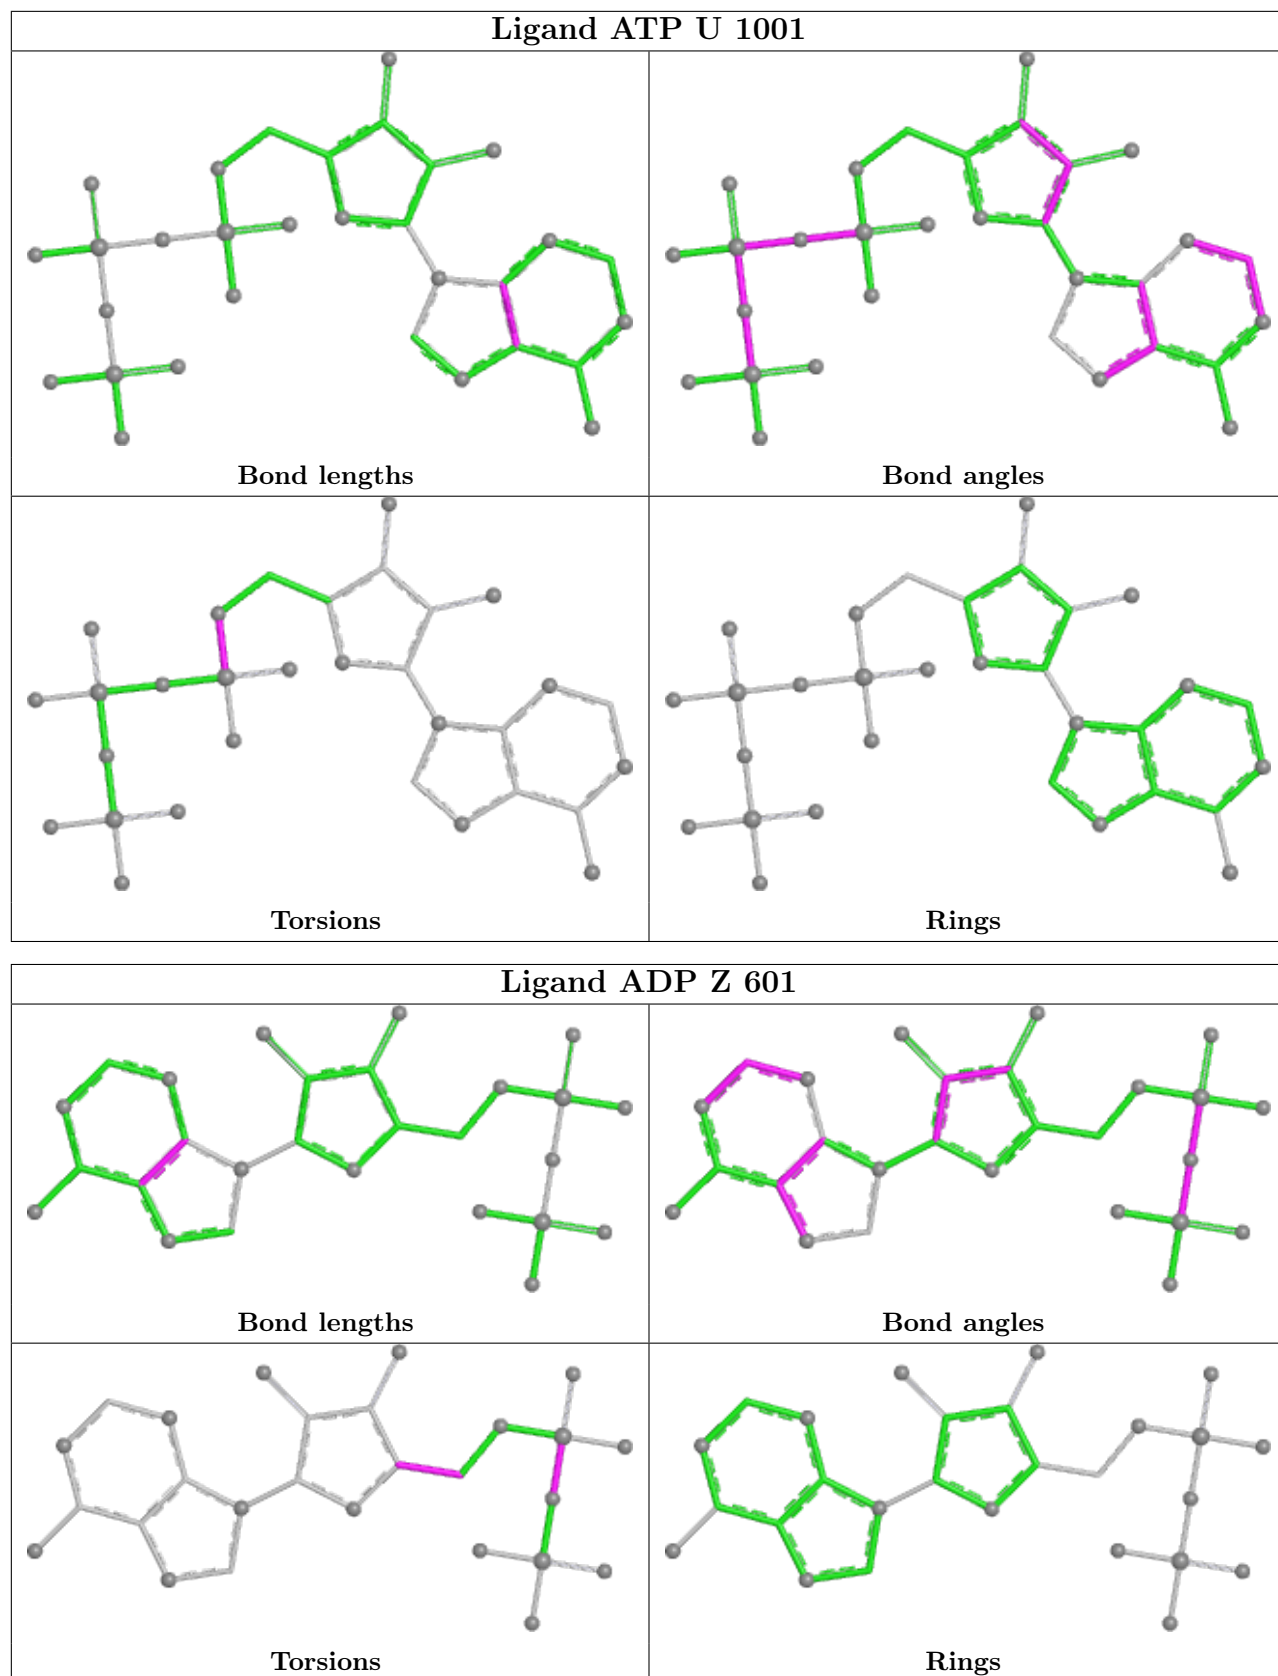 Ligand ATP U 1001
Bond lengths
Bond angles
Torsions
Rings
Ligand ADP Z 601
Bond lengths
Bond angles
Torsions
Rings